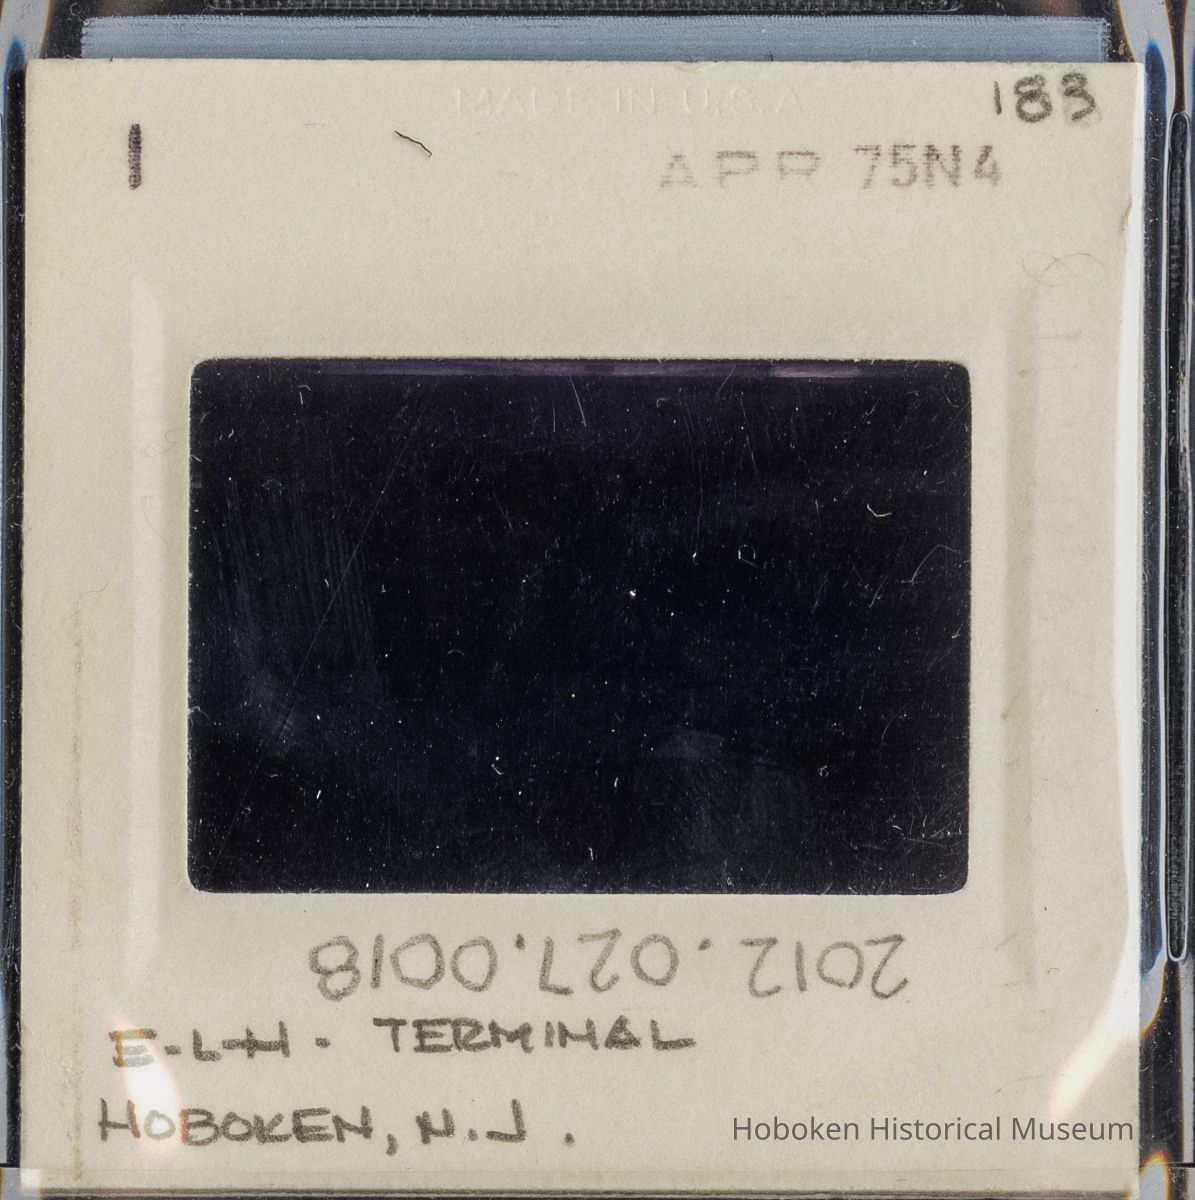 MADE IN U.S.A
183
I
APR 75N4
2012.027.0018
E-L-H- TERMINAL
HOBOKEN, N.J.
Hoboken Historical Museum